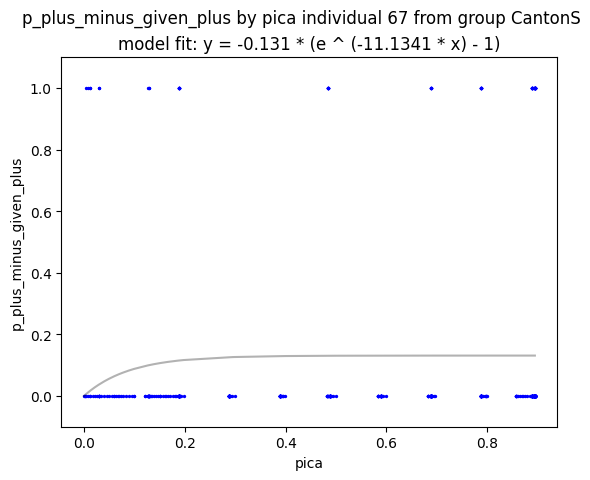 p_plus_minus_given_plus by pica individual 67 from group CantonS
model fit: y = -0.131 * (e ^ (-11.1341 * x) - 1)
p_plus_minus_given_plus
1.0
0.8
0.6
0.4
0.2
0.0
0.0 0.2 0.4 0.6 0.8
pica